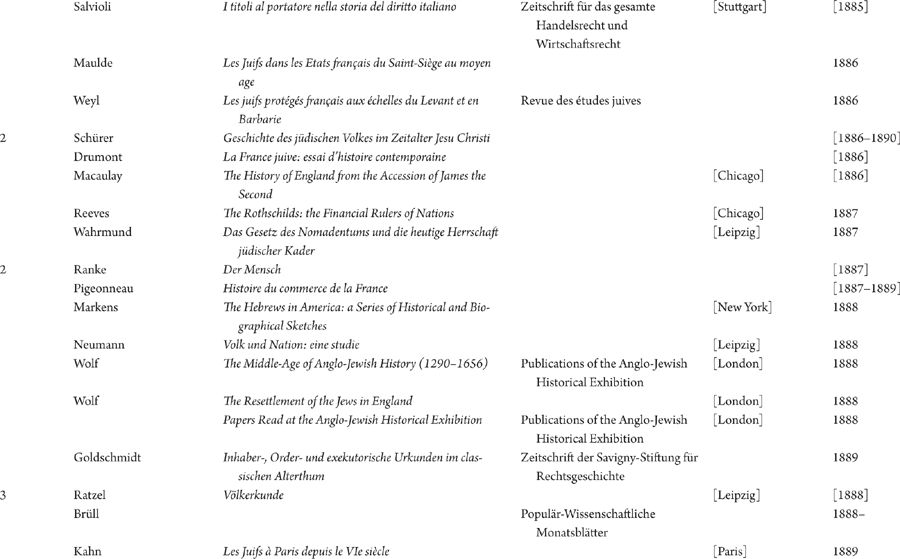 Salvioli I titoli al portatore nella storia del diritto italiano Zeitschrift für das gesamte [Stuttgart] [1885]
Handelsrecht und
Wirtschaftsrecht
Maulde Les Juifs dans les Etats français du Saint-Siège au moyen 1886
age
Weyl Les juifs protégés français aux échelles du Levant et en Revue des études juives 1886
Barbarie
2 Schürer Geschichte des jüdischen Volkes im Zeitalter Jesu Christi [1886–1890]
Drumont La France juive: essai d’histoire contemporaine [1886]
Macaulay The History of England from the Accession of James the [Chicago] [1886]
Second
Reeves The Rothschilds: the Financial Rulers of Nations [Chicago] 1887
Wahrmund Das Gesetz des Nomadentums und die heutige Herrschaft [Leipzig] 1887
jüdischer Kader
2 Ranke Der Mensch [1887]
Pigeonneau Histoire du commerce de la France [1887–1889]
Markens The Hebrews in America: a Series of Historical and Bio- [New York] 1888
graphical Sketches
Neumann Volk und Nation: eine studie [Leipzig] 1888
Wolf The Middle-Age of Anglo-Jewish History (1290–1656) Publications of the Anglo-Jewish [London] 1888
Historical Exhibition
Wolf The Resettlement of the Jews in England [London] 1888
Papers Read at the Anglo-Jewish Historical Exhibition Publications of the Anglo-Jewish [London] 1888
Historical Exhibition
Goldschmidt Inhaber-, Order- und exekutorische Urkunden im clas- Zeitschrift der Savigny-Stiftung für 1889
sischen Alterthum Rechtsgeschichte
3 Ratzel Völkerkunde [Leipzig] [1888]
Brüll Populär-Wissenschaftliche 1888–
Monatsblätter
Kahn Les Juifs à Paris depuis le VIe siècle [Paris] 1889